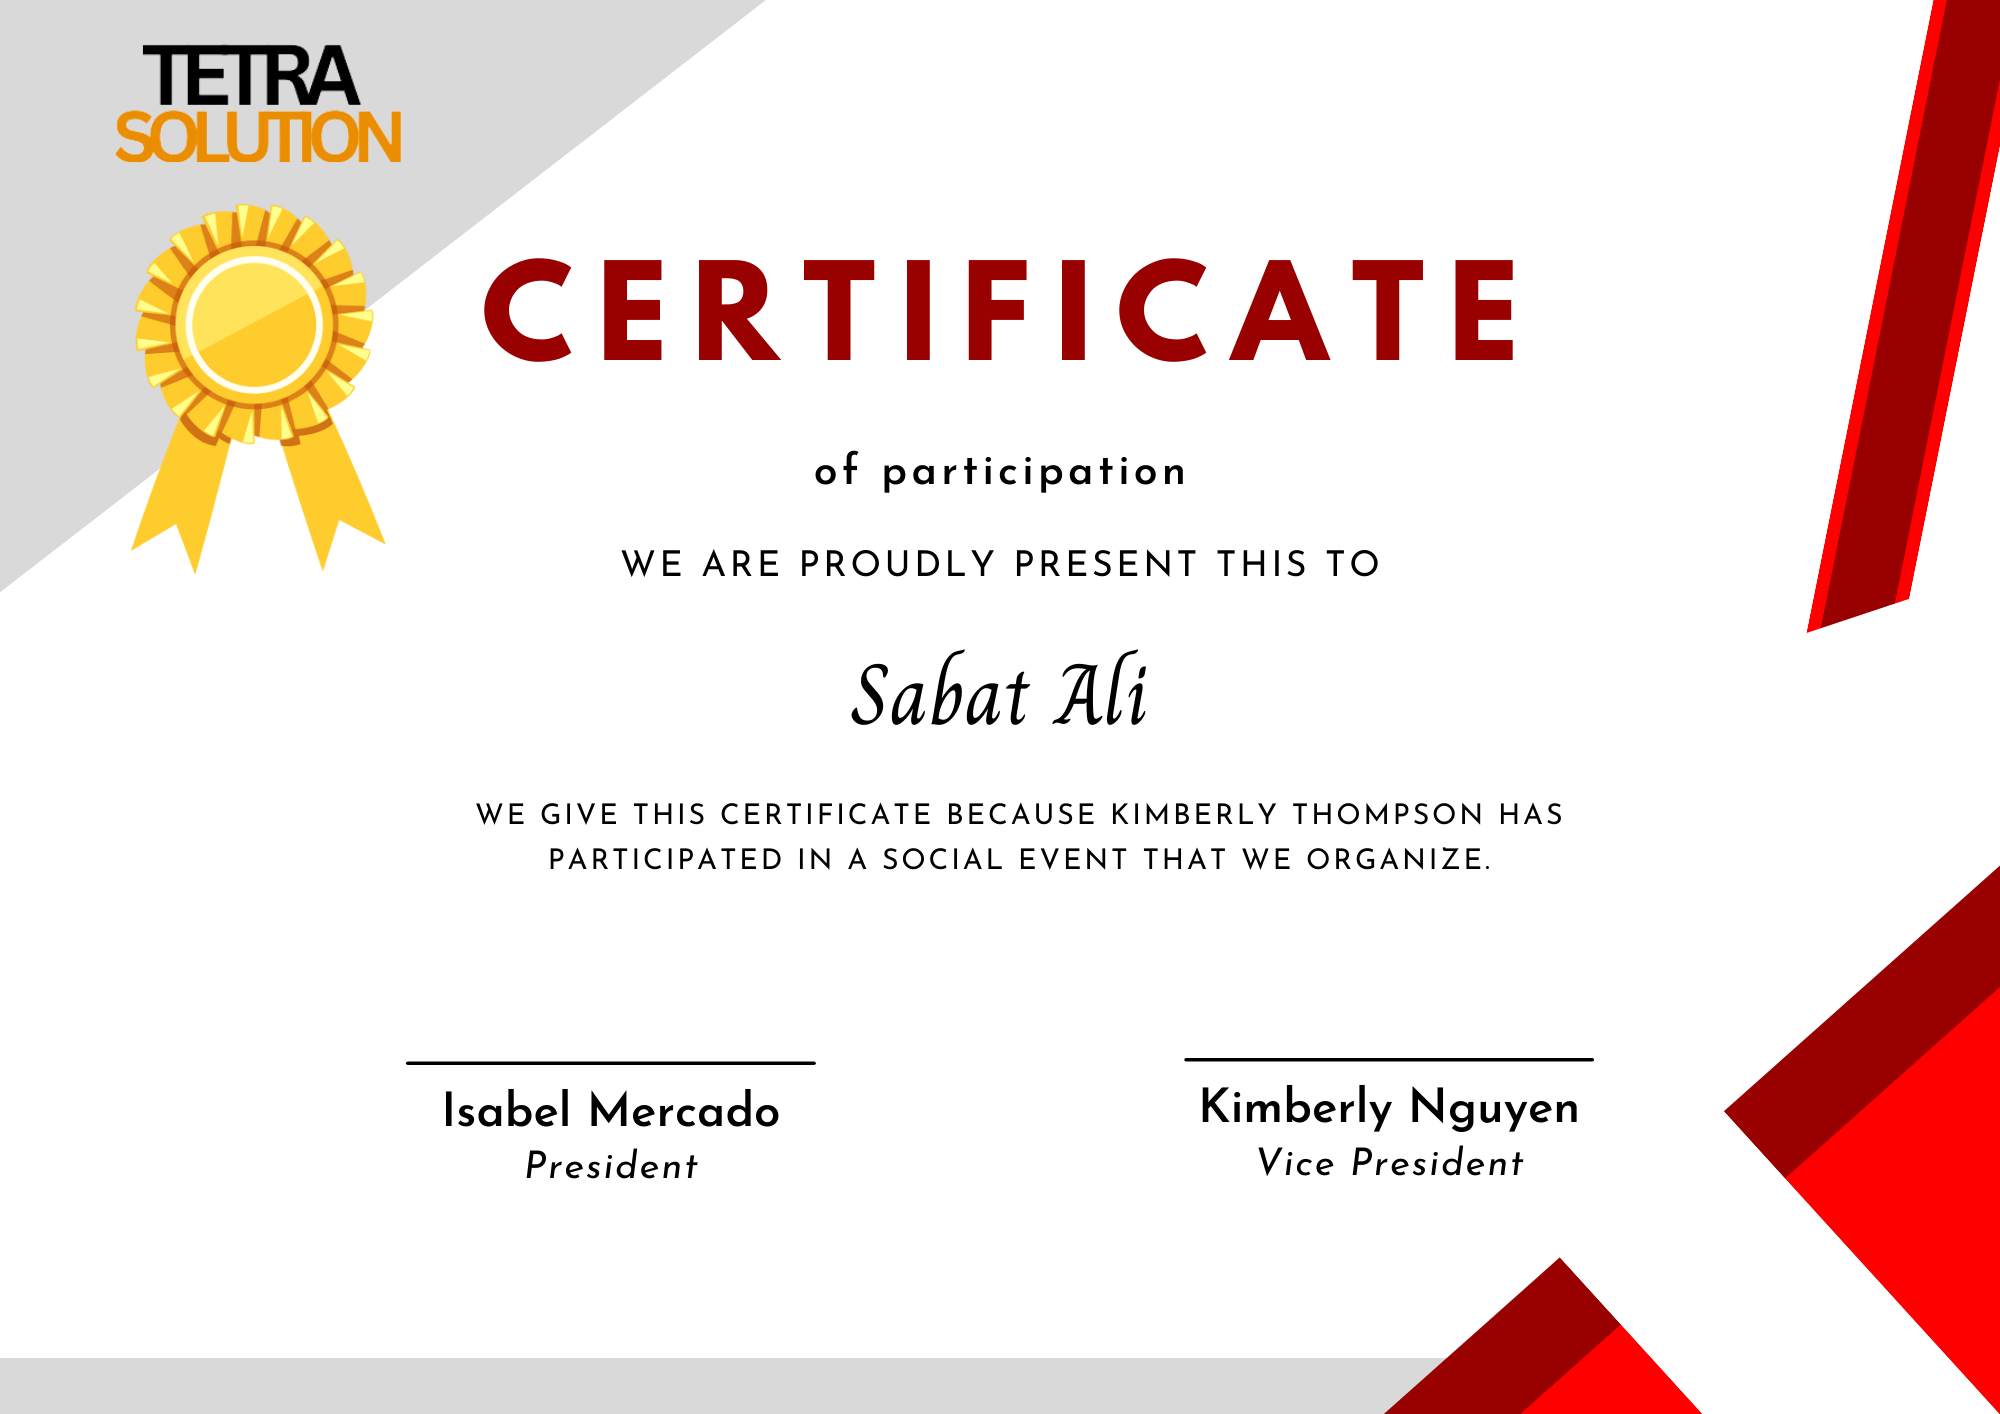 TETRA
SOLUTION
CERTIFICATE
of participation
WE ARE PROUDLY PRESENT THIS TO
Sabat Ali
WE GIVE THIS CERTIFICATE BECAUSE KIMBERLY THOMPSON HAS
PARTICIPATED IN A SOCIAL EVENT THAT WE ORGANIZE.
Isabel Mercado
President
Kimberly Nguyen
Vice President